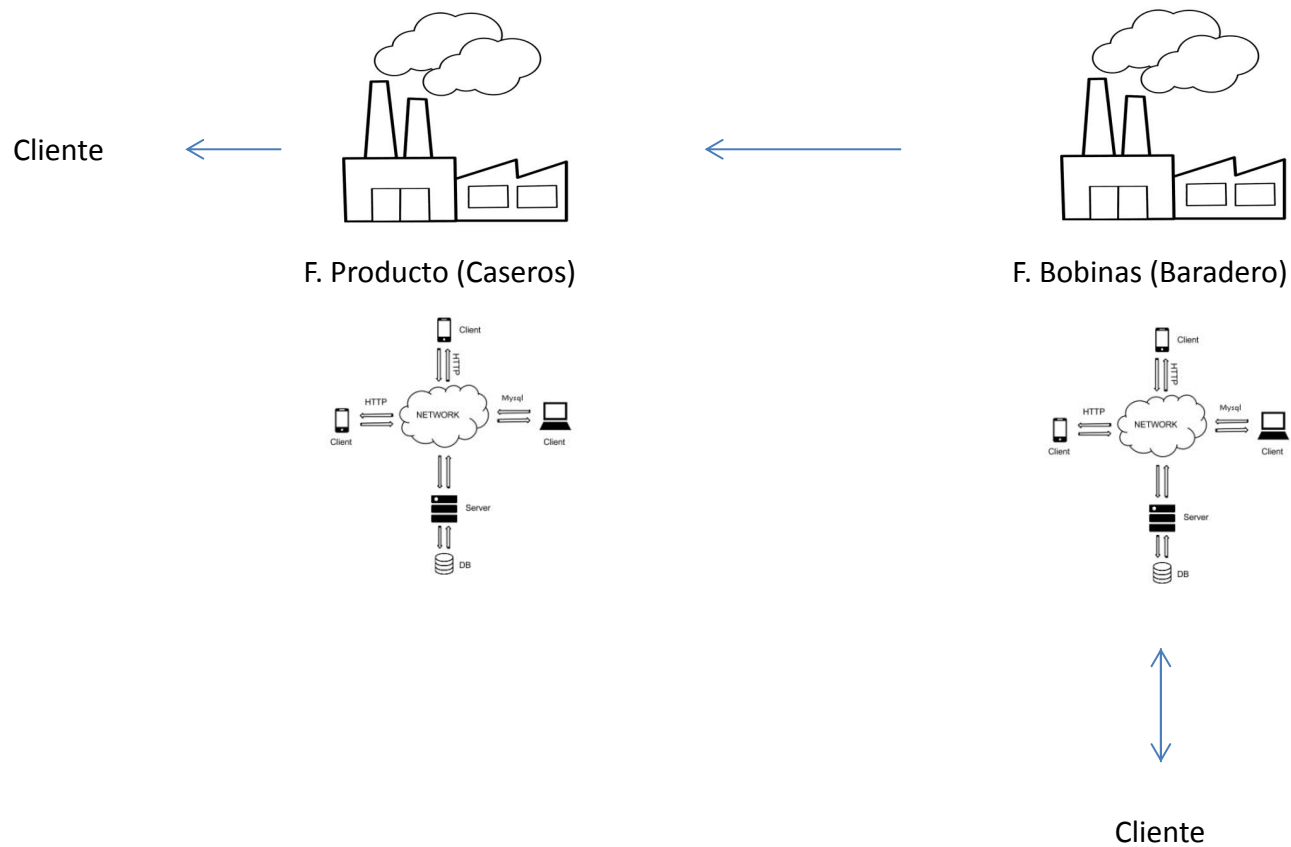 Cliente
F. Producto (Caseros)
F. Bobinas (Baradero)
Client
HTTP
HTTP
NETWORK
Mysql
Client
Client
Server
DB
Client
HTTP
HTTP
NETWORK
Mysql
Client
Client
Server
DB
Cliente